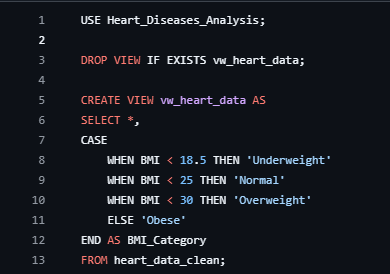 1 USE Heart_Diseases_Analysis;
2
3 DROP VIEW IF EXISTS vw_heart_data;
4
5 CREATE VIEW vw_heart_data AS
6 SELECT *,
7 CASE
8 WHEN BMI < 18.5 THEN 'Underweight'
9 WHEN BMI < 25 THEN 'Normal'
10 WHEN BMI < 30 THEN 'Overweight'
11 ELSE 'Obese'
12 END AS BMI_Category
13 FROM heart_data_clean;